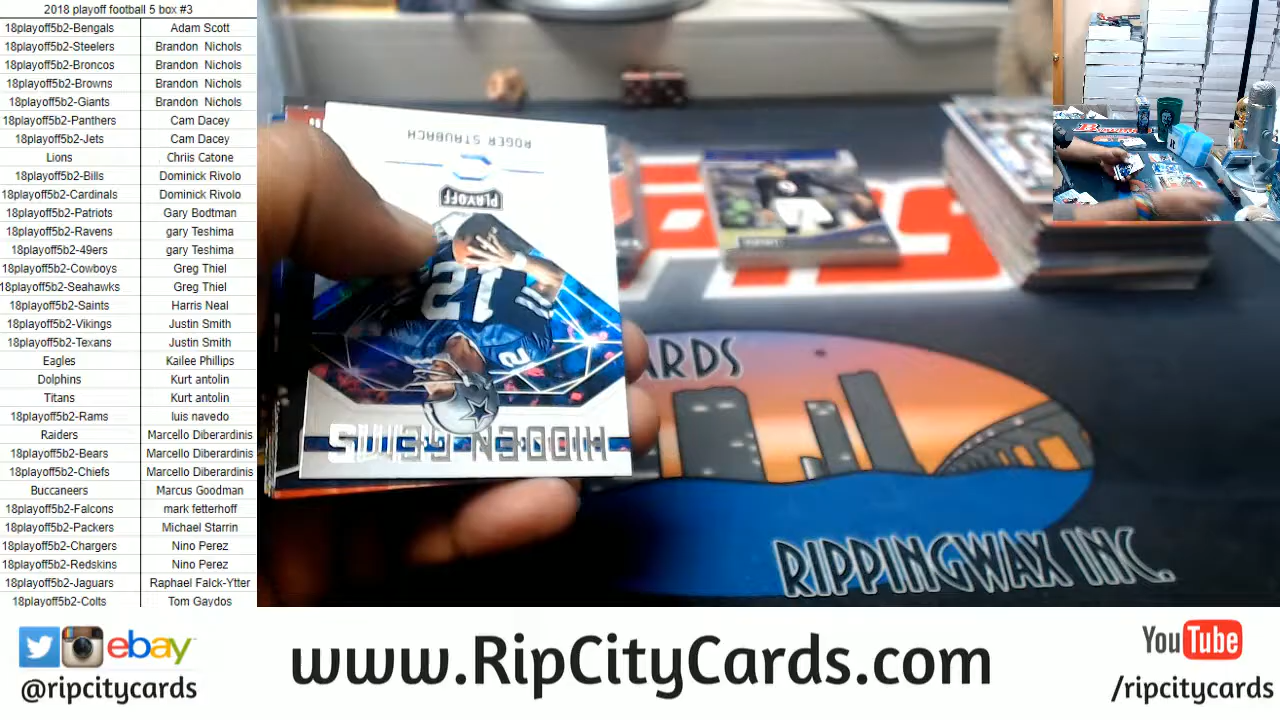 2018 playoff football 5 box #3
18playoff5b2-Bengals Adam Scott
18playoff5b2-Steelers Brandon Nichols
18playoff5b2-Broncos Brandon Nichols
18playoff5b2-Browns Brandon Nichols
18playoff5b2-Giants Brandon Nichols
18playoff5b2-Panthers Cam Dacey
18playoff5b2-Jets Cam Dacey
Lions Chriis Catone
18playoff5b2-Bills Dominick Rivolo
18playoff5b2-Cardinals Dominick Rivolo
18playoff5b2-Patriots Gary Bodtman
18playoff5b2-Ravens gary Teshima
18playoff5b2-49ers gary Teshima
18playoff5b2-Cowboys Greg Thiel
18playoff5b2-Seahawks Greg Thiel
18playoff5b2-Saints Harris Neal
18playoff5b2-Vikings Justin Smith
18playoff5b2-Texans Justin Smith
Eagles Kailee Phillips
Dolphins Kurt antolin
Titans Kurt antolin
18playoff5b2-Rams luis navedo
Raiders Marcello Diberardinis
18playoff5b2-Bears Marcello Diberardinis
18playoff5b2-Chiefs Marcello Diberardinis
Buccaneers Marcus Goodman
18playoff5b2-Falcons mark fetterhoff
18playoff5b2-Packers Michael Starrin
18playoff5b2-Chargers Nino Perez
18playoff5b2-Redskins Nino Perez
18playoff5b2-Jaguars Raphael Falck-Ytter
18playoff5b2-Colts Tom Gaydos
ROGER STAUBACH
PLAYOFF
12
2
HIDDEN GEMS
ARDS
RIPPINGWAX INC.
ebay
@ripcitycards
www.RipCityCards.com
YouTube
/ripcitycards